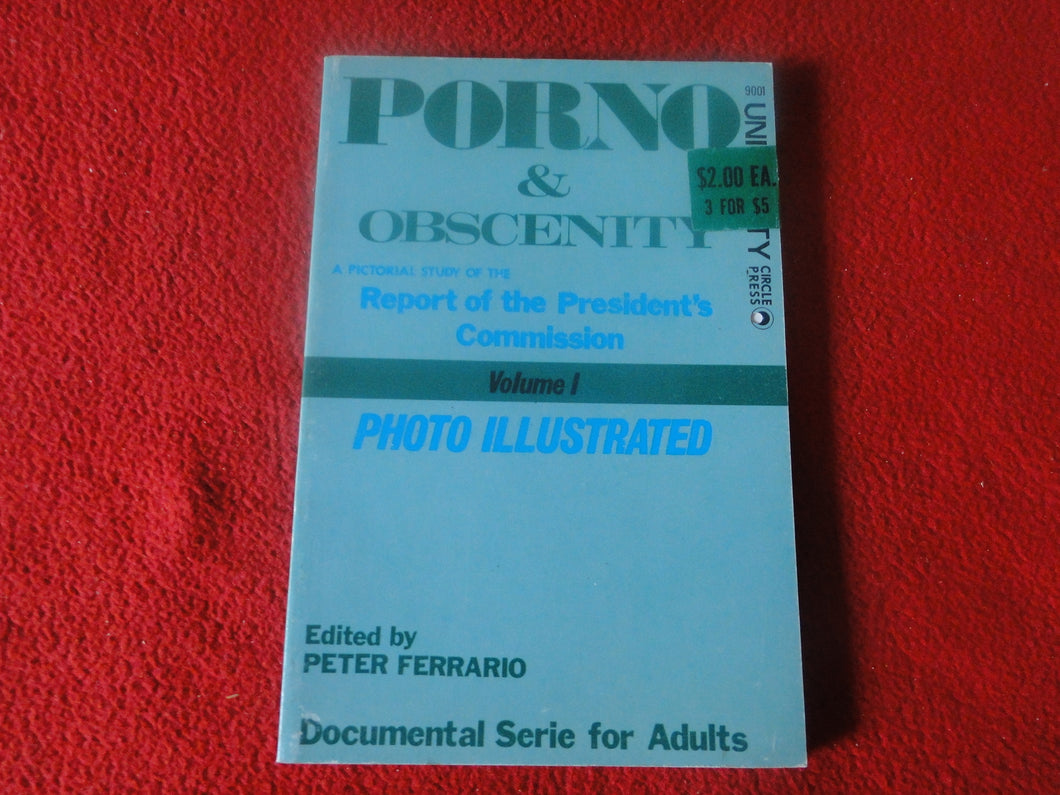 PORNO
&
OBSCENITY
A PICTORIAL STUDY OF THE
Report of the President's
Commission
Volume I
PHOTO ILLUSTRATED
Edited by
PETER FERRARIO
Documental Serie for Adults
9001
$2.00 EA.
3 FOR $5
CIRCLE
PRESS